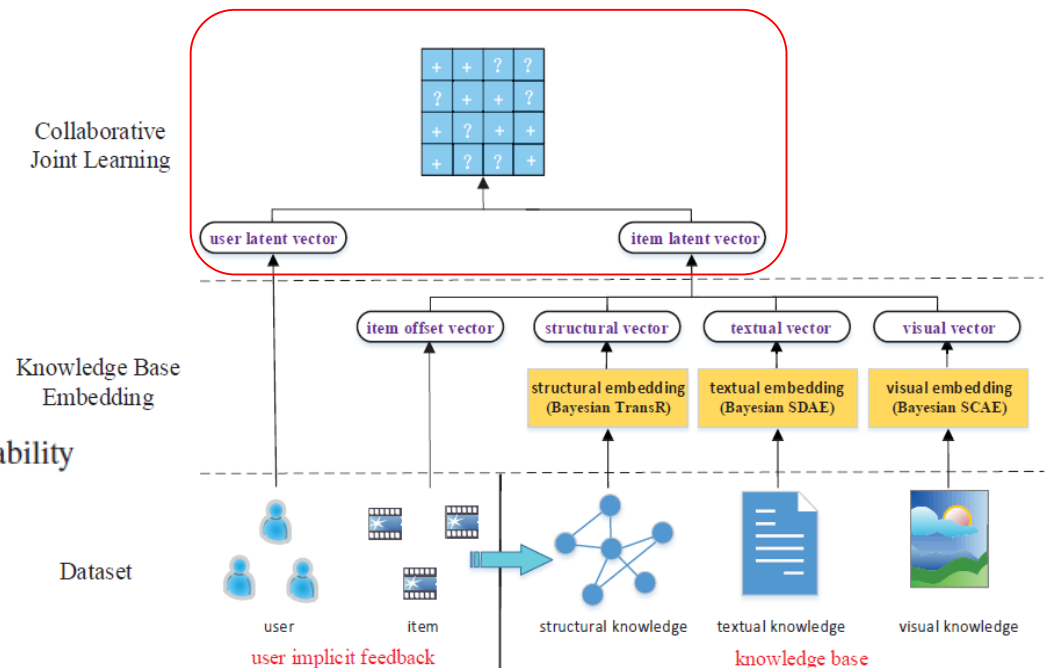 + + ? ?
? + + ?
+ ? + +
+ ? ? +
Collaborative
Joint Learning
user latent vector
item latent vector
item offset vector
structural vector
textual vector
visual vector
Knowledge Base
Embedding
structural embedding
(Bayesian TransR)
textual embedding
(Bayesian SDAE)
visual embedding
(Bayesian SCAE)
ability
Dataset
user
item
structural knowledge
textual knowledge
visual knowledge
user implicit feedback
knowledge base